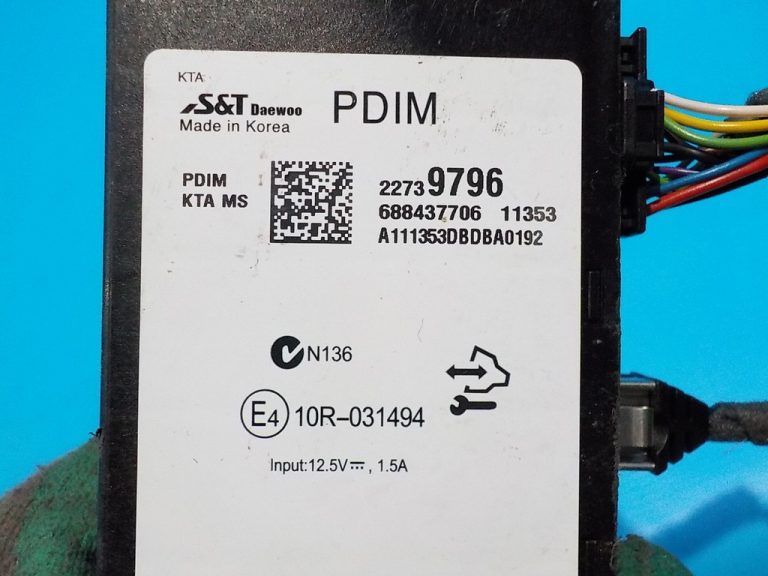 KTA
S&T Daewoo PDIM
Made in Korea
PDIM 22739796
KTA MS 688437706 11353
A111353DBDBA0192
N136
E4 10R-031494
Input:12.5V⎓, 1.5A